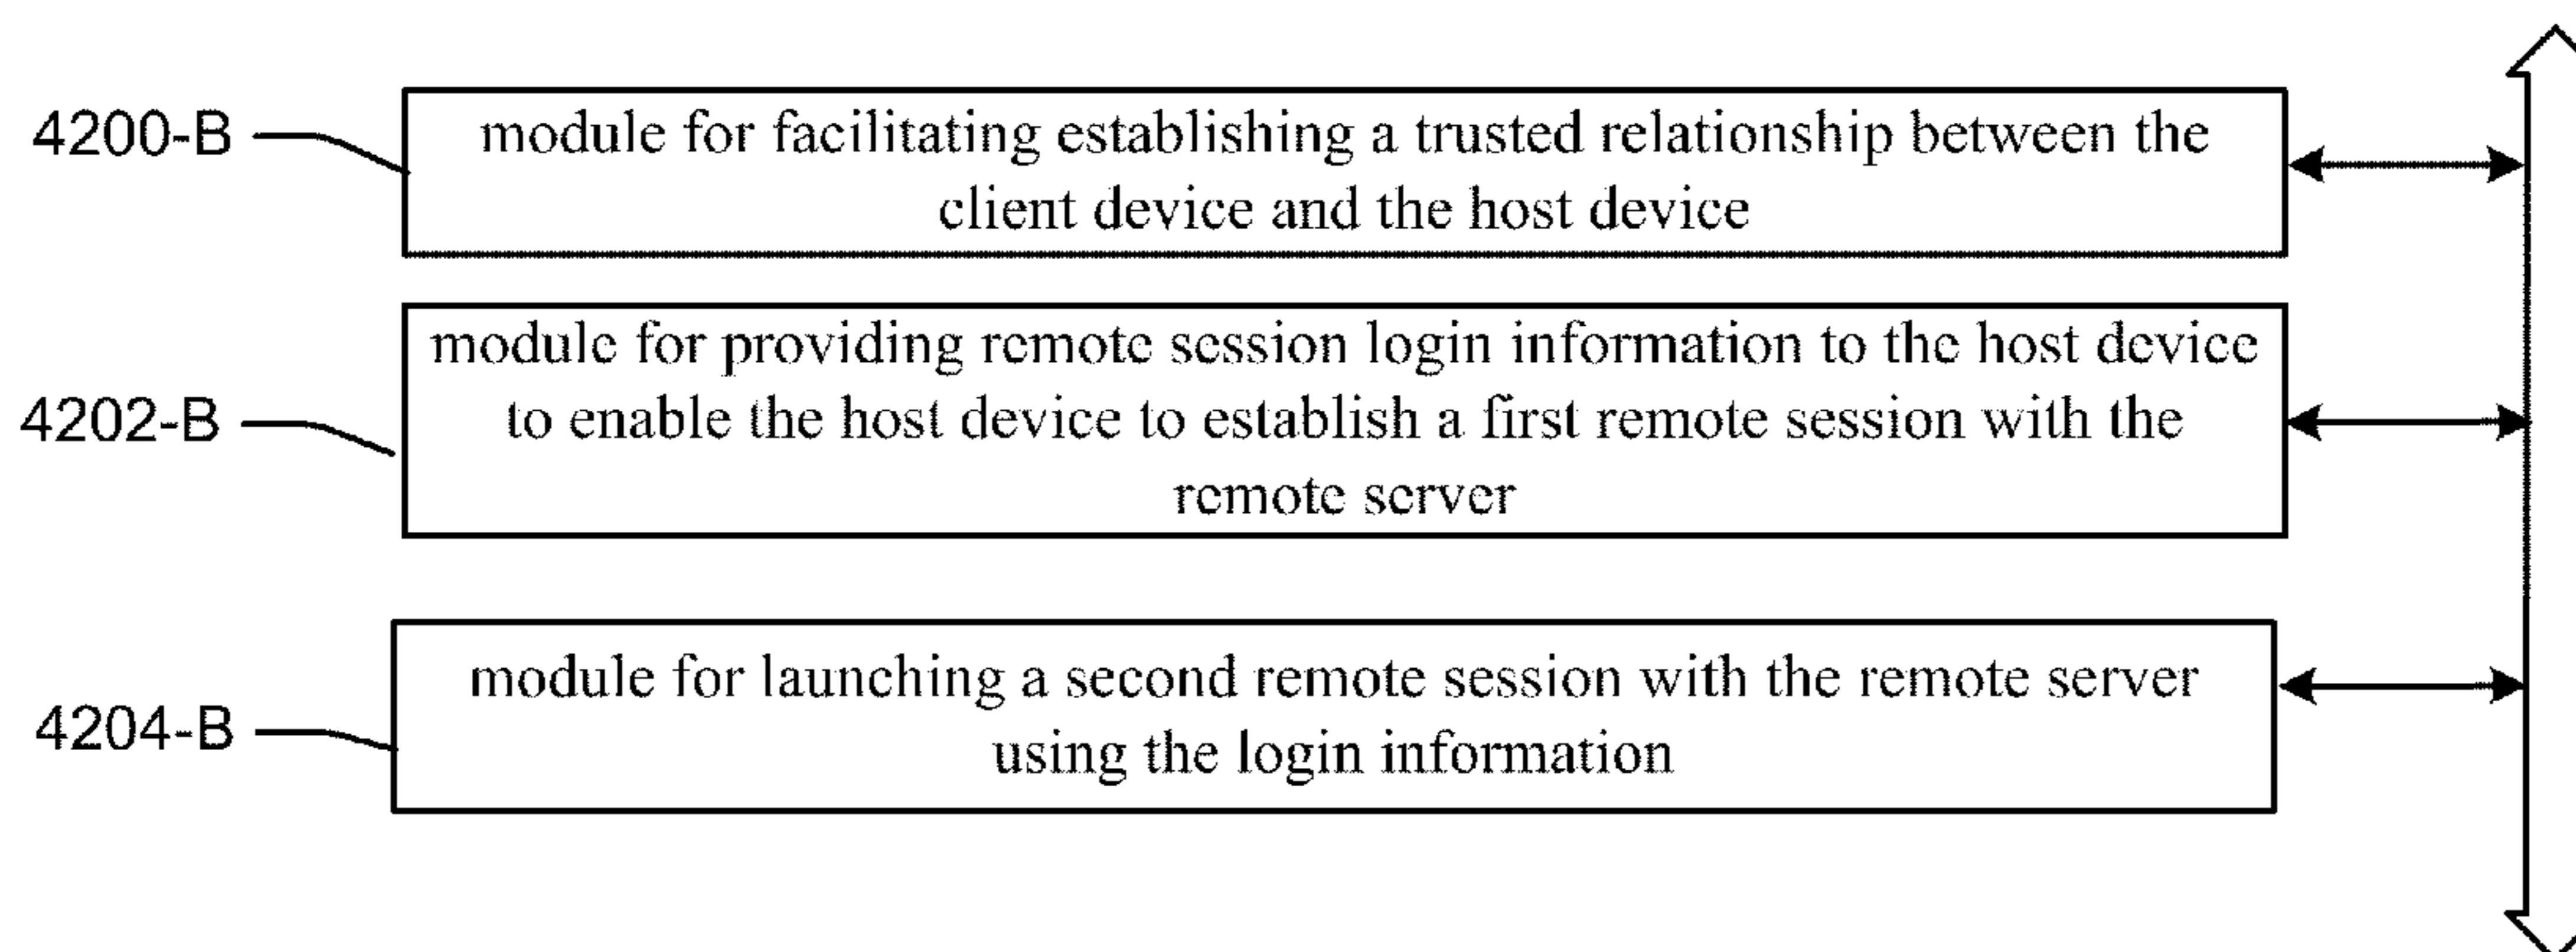 4200-B
module for facilitating establishing a trusted relationship between the
client device and the host device
4202-B
module for providing remote session login information to the host device
to enable the host device to establish a first remote session with the
remote server
4204-B
module for launching a second remote session with the remote server
using the login information